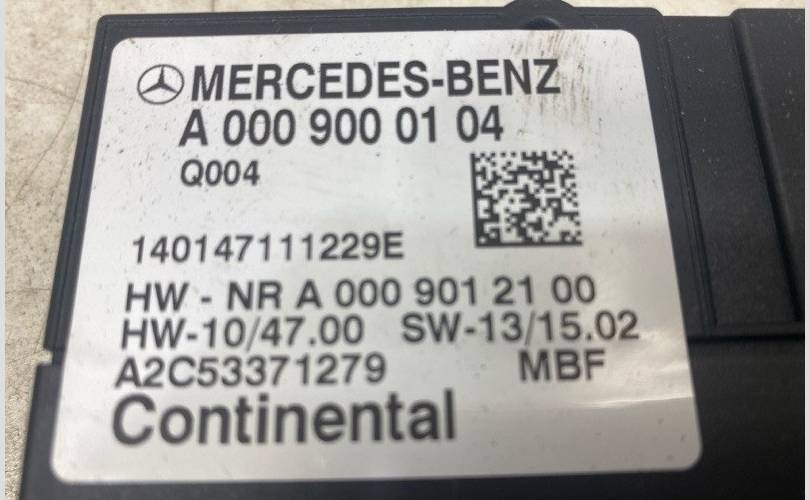 MERCEDES-BENZ
A 000 900 01 04
Q004
140147111229E
HW - NR A 000 901 21 00
HW-10/47.00 SW-13/15.02
A2C53371279 MBF
Continental